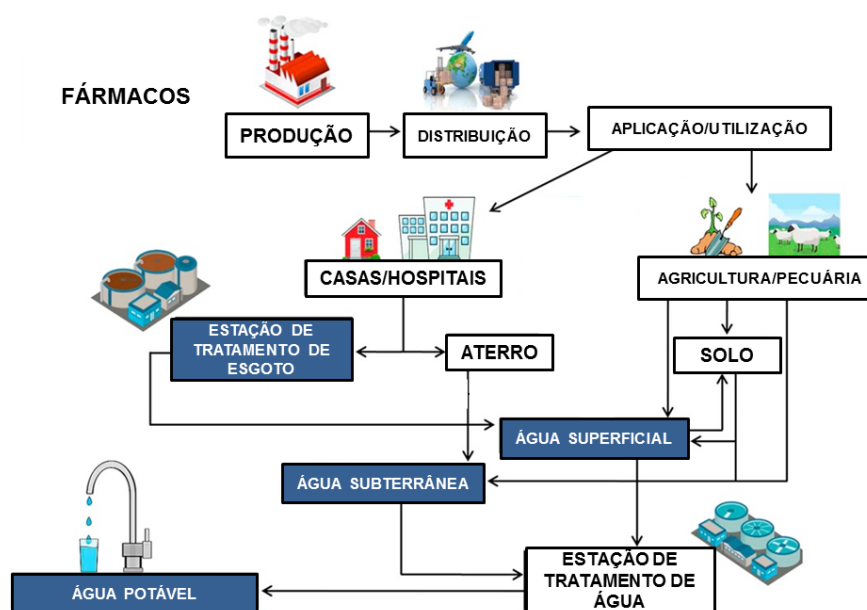 FÁRMACOS
PRODUÇÃO
DISTRIBUIÇÃO
APLICAÇÃO/UTILIZAÇÃO
CASAS/HOSPITAIS
AGRICULTURA/PECUÁRIA
ESTAÇÃO DE
TRATAMENTO DE
ESGOTO
ATERRO
SOLO
ÁGUA SUPERFICIAL
ÁGUA SUBTERRÂNEA
ESTAÇÃO DE
TRATAMENTO DE
ÁGUA
ÁGUA POTÁVEL